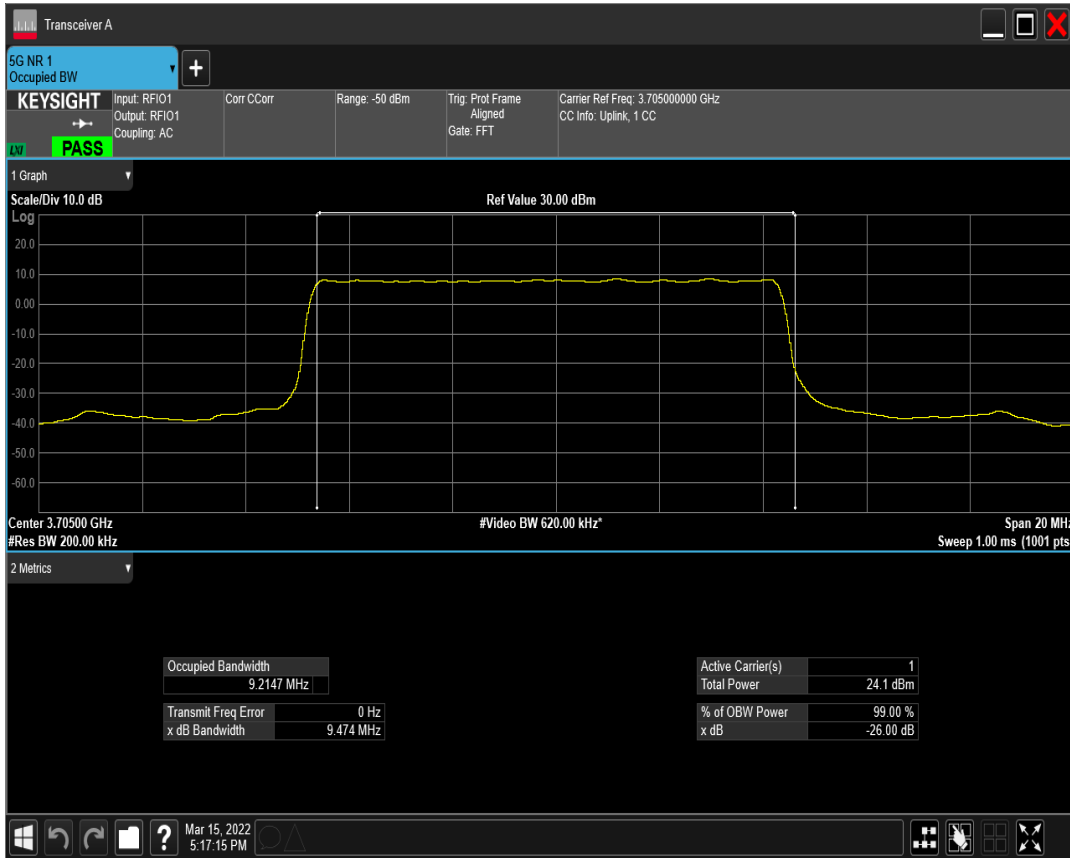 Transceiver A
5G NR 1
Occupied BW
KEYSIGHT
LXI
PASS
Input: RFIO1
Output: RFIO1
Coupling: AC
Corr CCorr
Range: -50 dBm
Trig: Prot Frame
Aligned
Gate: FFT
Carrier Ref Freq: 3.705000000 GHz
CC Info: Uplink, 1 CC
1 Graph
Scale/Div 10.0 dB
Ref Value 30.00 dBm
Log
20.0
10.0
0.00
-10.0
-20.0
-30.0
-40.0
-50.0
-60.0
Center 3.70500 GHz
#Video BW 620.00 kHz*
Span 20 MHz
#Res BW 200.00 kHz
Sweep 1.00 ms (1001 pts
2 Metrics
Occupied Bandwidth
9.2147 MHz
Transmit Freq Error 0 Hz
x dB Bandwidth 9.474 MHz
Active Carrier(s) 1
Total Power 24.1 dBm
% of OBW Power 99.00 %
x dB -26.00 dB
?
Mar 15, 2022
5:17:15 PM